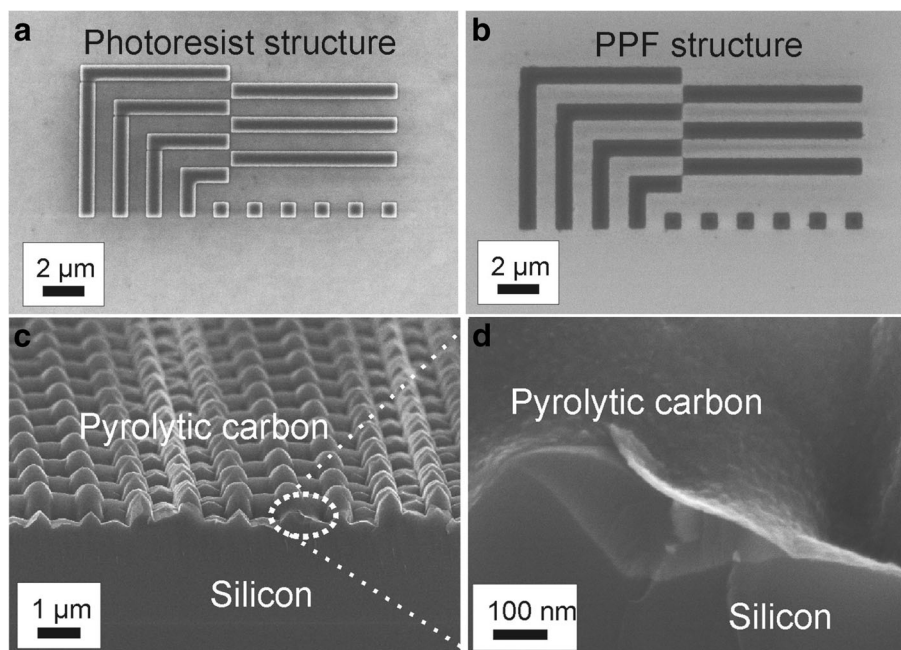 a
Photoresist structure
2 µm
b
PPF structure
2 µm
c
Pyrolytic carbon
Silicon
1 µm
d
Pyrolytic carbon
Silicon
100 nm